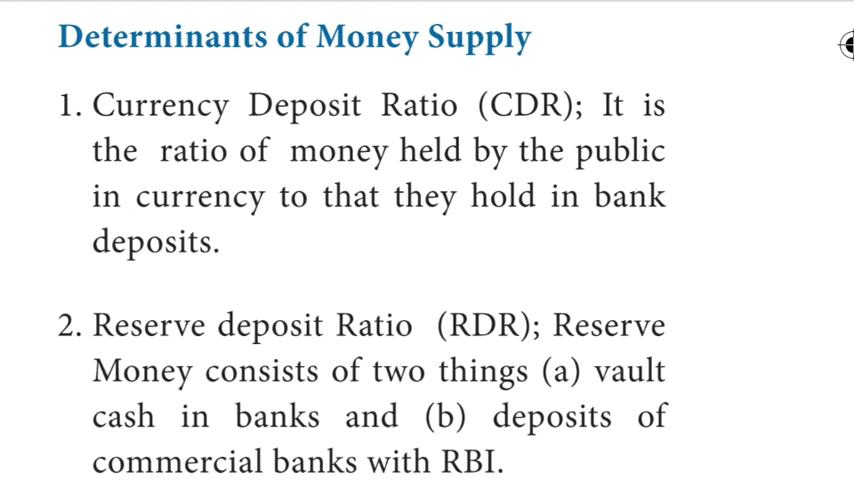 Determinants of Money Supply
1. Currency Deposit Ratio (CDR); It is
the ratio of money held by the public
in currency to that they hold in bank
deposits.
2. Reserve deposit Ratio (RDR); Reserve
Money consists of two things (a) vault
cash in banks and (b) deposits of
commercial banks with RBI.